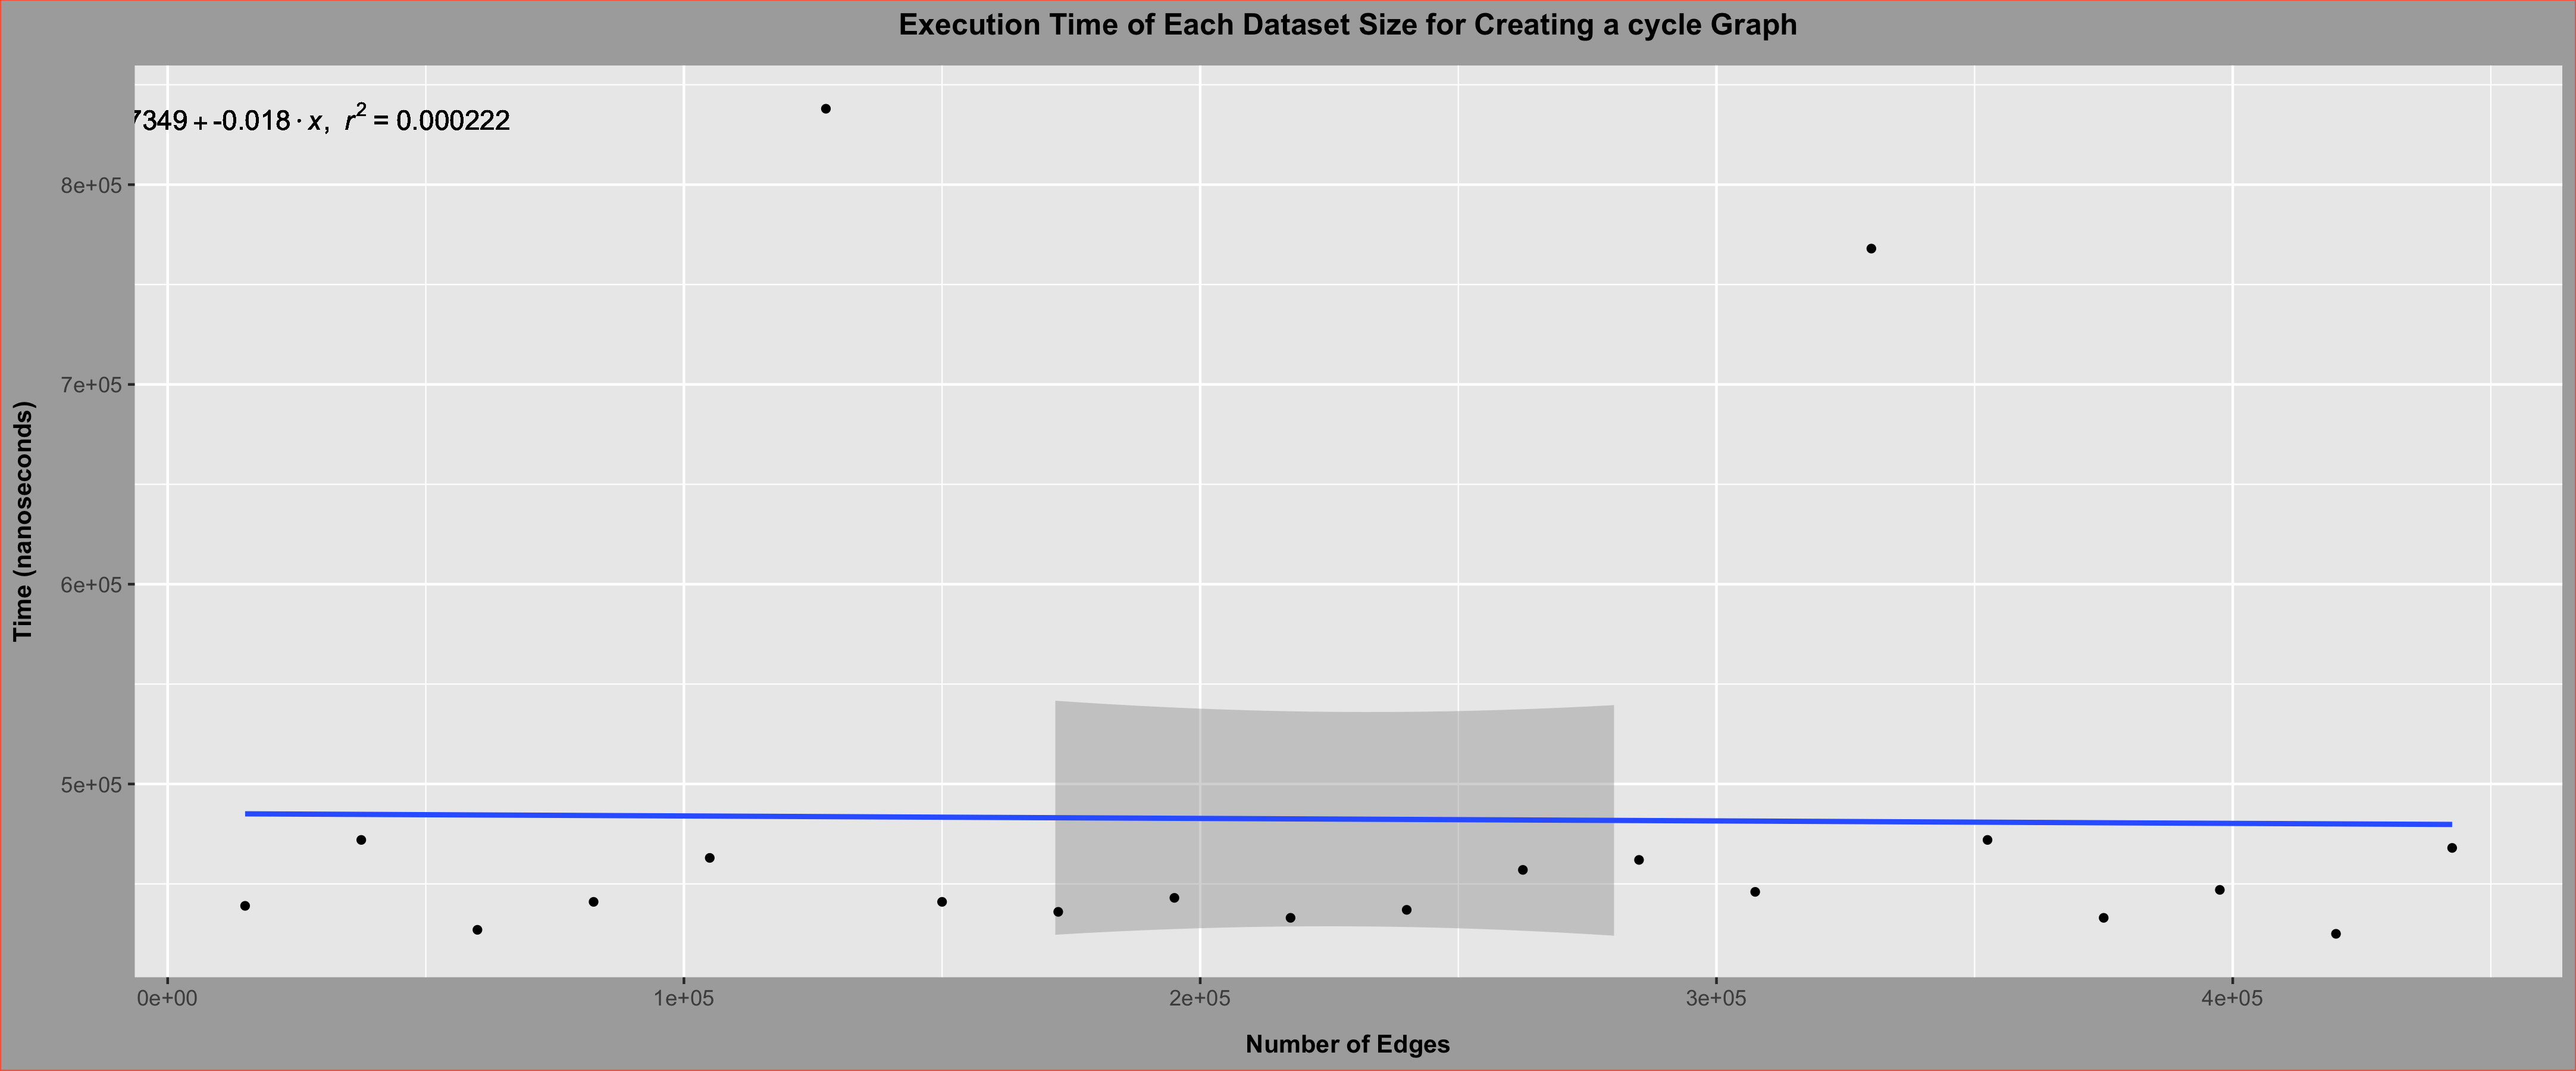 Execution Time of Each Dataset Size for Creating a cycle Graph
7349 + -0.018 · x, r² = 0.000222
8e+05
7e+05
6e+05
5e+05
Time (nanoseconds)
0e+00 1e+05 2e+05 3e+05 4e+05
Number of Edges